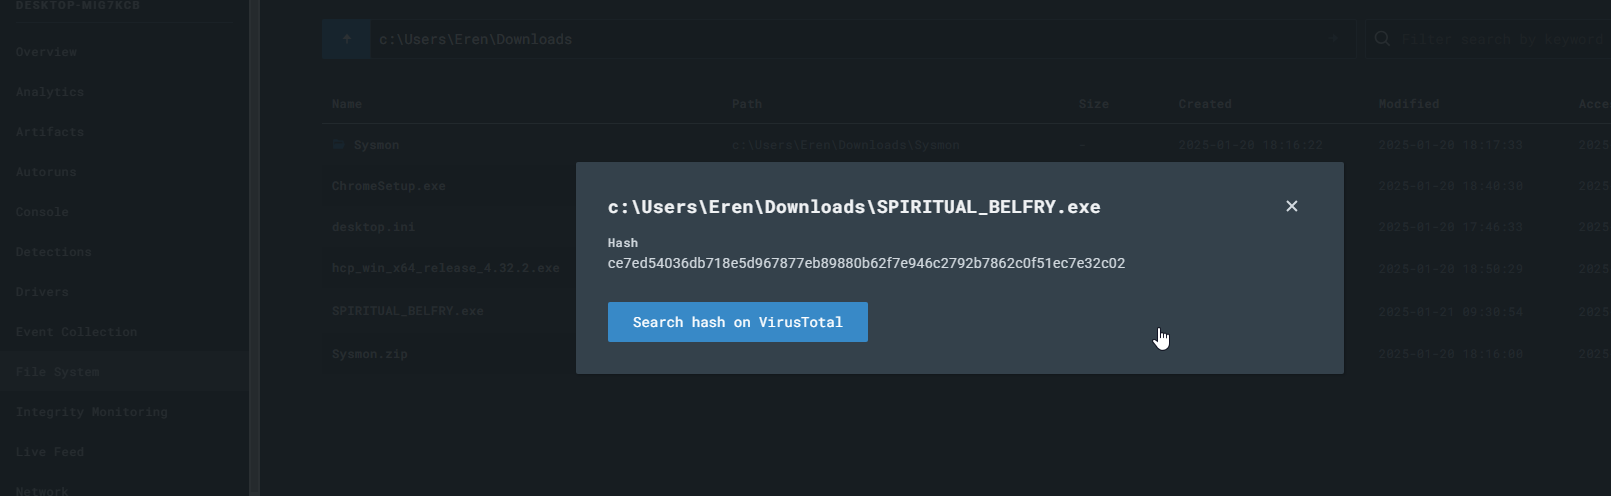 DESKTOP-MIG7KCB
Overview
Analytics
Artifacts
Autoruns
Console
Detections
Drivers
Event Collection
File System
Integrity Monitoring
Live Feed
Network
c:\Users\Eren\Downloads
Filter search by keyword
Name Path Size Created Modified Acce
Sysmon c:\Users\Eren\Downloads\Sysmon - 2025-01-20 18:16:22 2025-01-20 18:17:33 2025
ChromeSetup.exe 2025-01-20 18:40:30 2025
desktop.ini 2025-01-20 17:46:33 2025
hcp_win_x64_release_4.32.2.exe 2025-01-20 18:50:29 2025
SPIRITUAL_BELFRY.exe 2025-01-21 09:30:54 2025
Sysmon.zip 2025-01-20 18:16:06 2025
c:\Users\Eren\Downloads\SPIRITUAL_BELFRY.exe
Hash
ce7ed54036db718e5d967877eb89880b62f7e946c2792b7862c0f51ec7e32c02
Search hash on VirusTotal